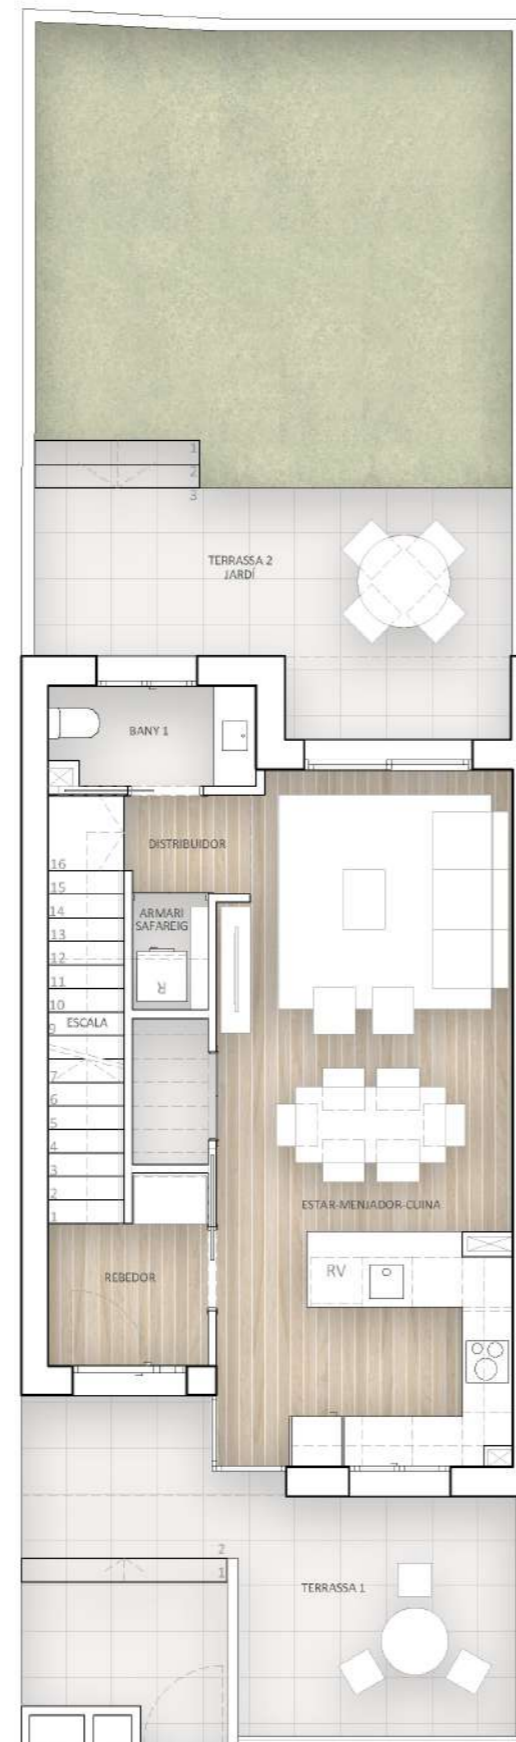 1
2
3
TERRASSA 2
JARDÍ
BANY 1
DISTRIBUIDOR
16
15
14
13
12
11
10
9
7
6
5
4
3
2
1
ARMARI
SAFAREIG
R
ESCALA
ESTAR-MENJADOR-CUINA
RV
REBEDOR
2
1
TERRASSA 1